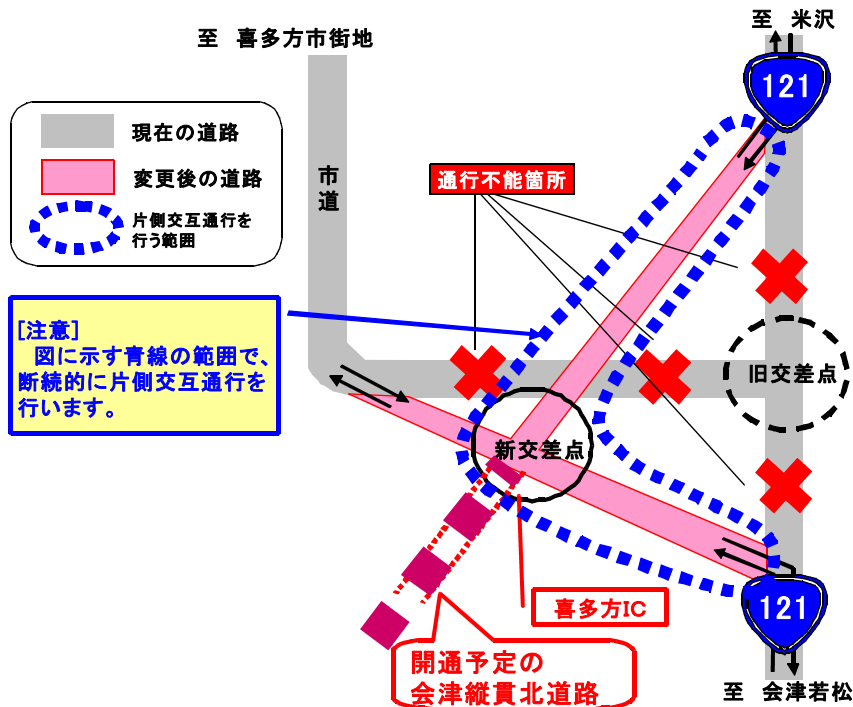 至　米沢
至　喜多方市街地
121
現在の道路
変更後の道路
片側交互通行を
行う範囲
市道
通行不能箇所
[注意]
　図に示す青線の範囲で、
断続的に片側交互通行を
行います。
旧交差点
新交差点
喜多方IC
121
開通予定の
会津縦貫北道路
至　会津若松